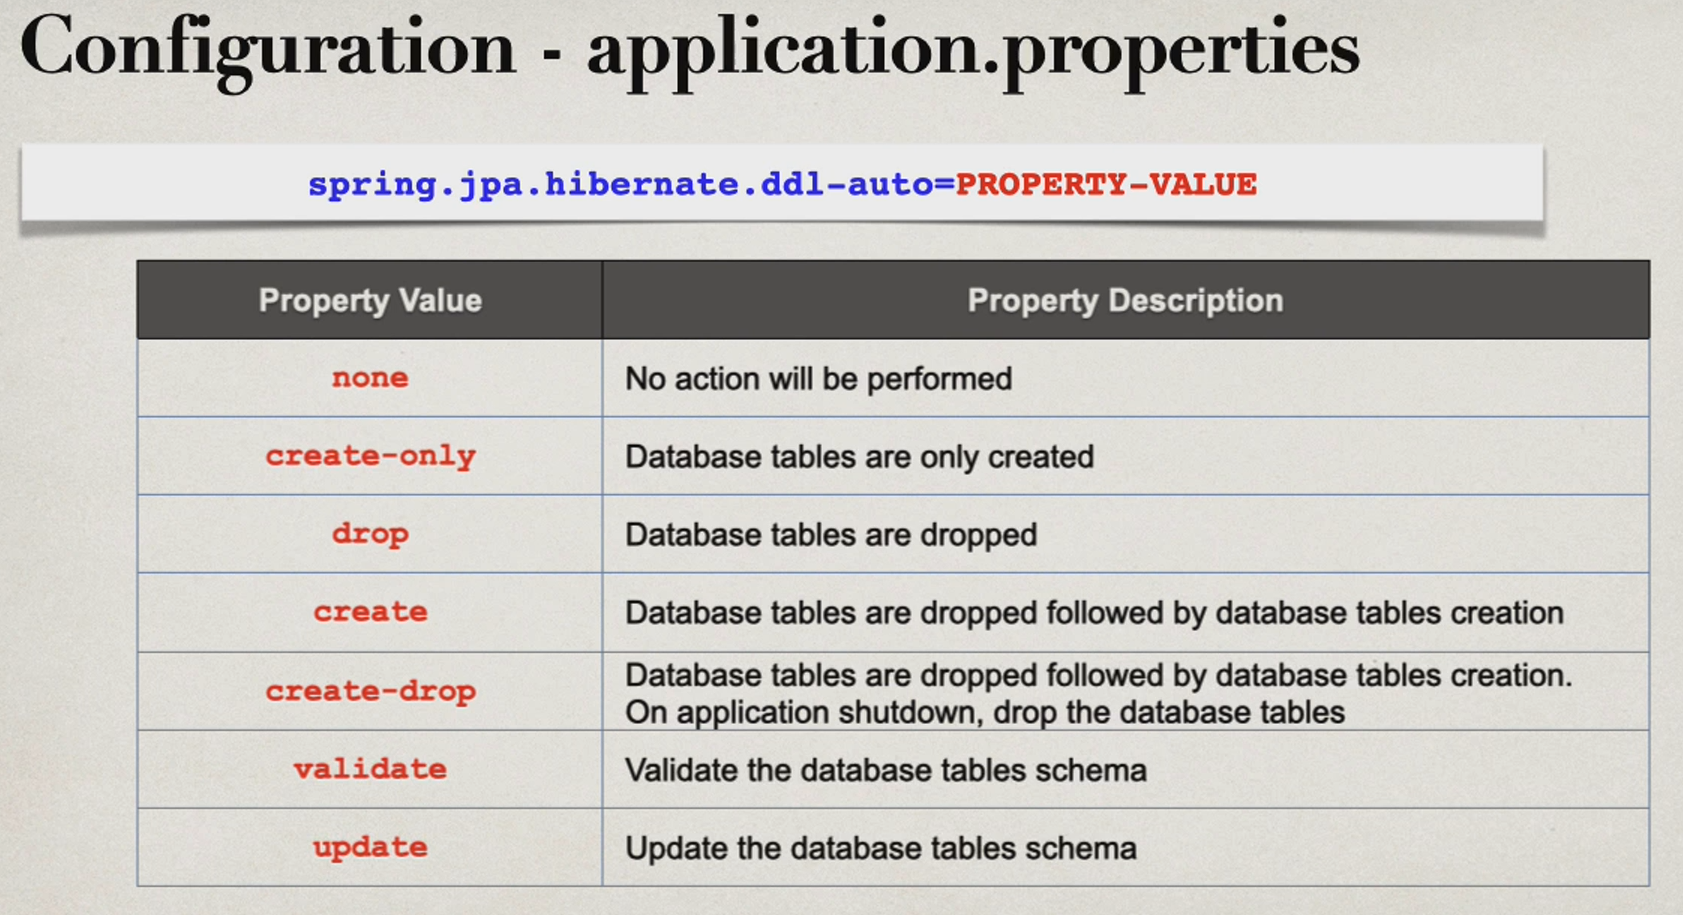 Configuration - application.properties
spring.jpa.hibernate.ddl-auto=PROPERTY-VALUE
Property Value Property Description
none No action will be performed
create-only Database tables are only created
drop Database tables are dropped
create Database tables are dropped followed by database tables creation
create-drop Database tables are dropped followed by database tables creation.
On application shutdown, drop the database tables
validate Validate the database tables schema
update Update the database tables schema